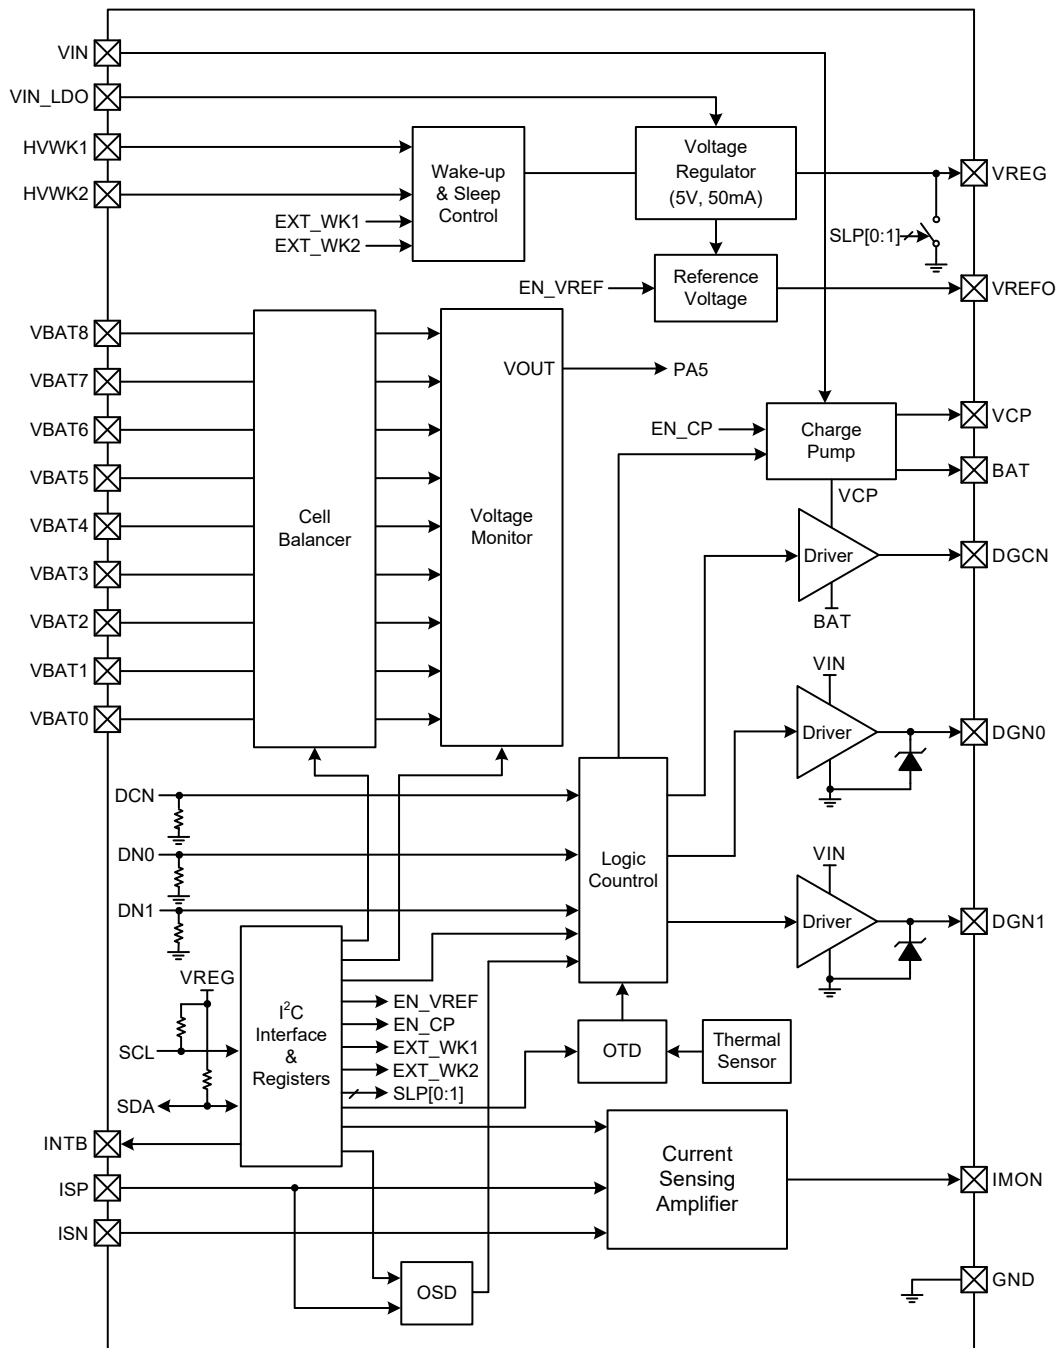 VIN
VIN_LDO
HVWK1
HVWK2
EXT_WK1
EXT_WK2
Wake-up
& Sleep
Control
Voltage
Regulator
(5V, 50mA)
VREG
SLP[0:1]
EN_VREF
Reference
Voltage
VREFO
VBAT8
VBAT7
VBAT6
VBAT5
VBAT4
VBAT3
VBAT2
VBAT1
VBAT0
Cell
Balancer
VOUT
Voltage
Monitor
PA5
EN_CP
Charge
Pump
VCP
BAT
VCP
Driver
BAT
DGCN
VIN
Driver
DGN0
VIN
Driver
DGN1
DCN
DN0
DN1
Logic
Countrol
VREG
SCL
SDA
I²C
Interface
&
Registers
EN_VREF
EN_CP
EXT_WK1
EXT_WK2
SLP[0:1]
OTD
Thermal
Sensor
INTB
ISP
ISN
Current
Sensing
Amplifier
IMON
OSD
GND